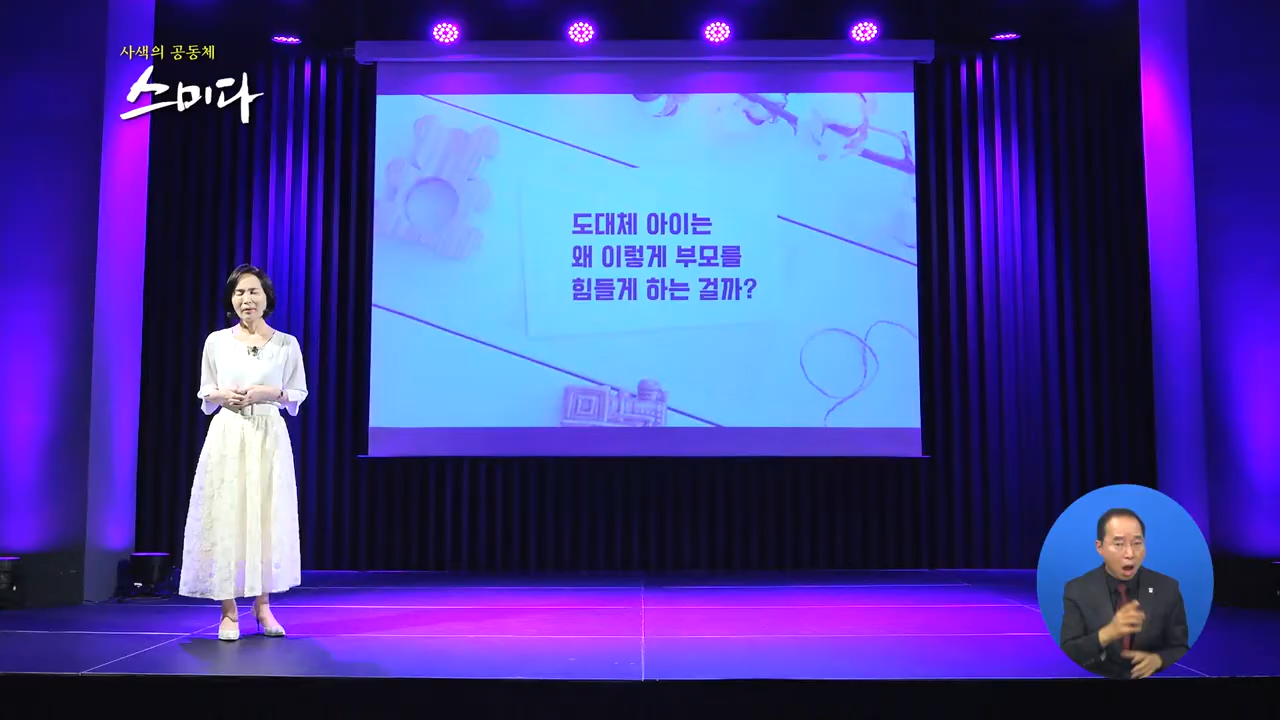 사색의 공동체
스미다
도대체 아이는
왜 이렇게 부모를
힘들게 하는 걸까?